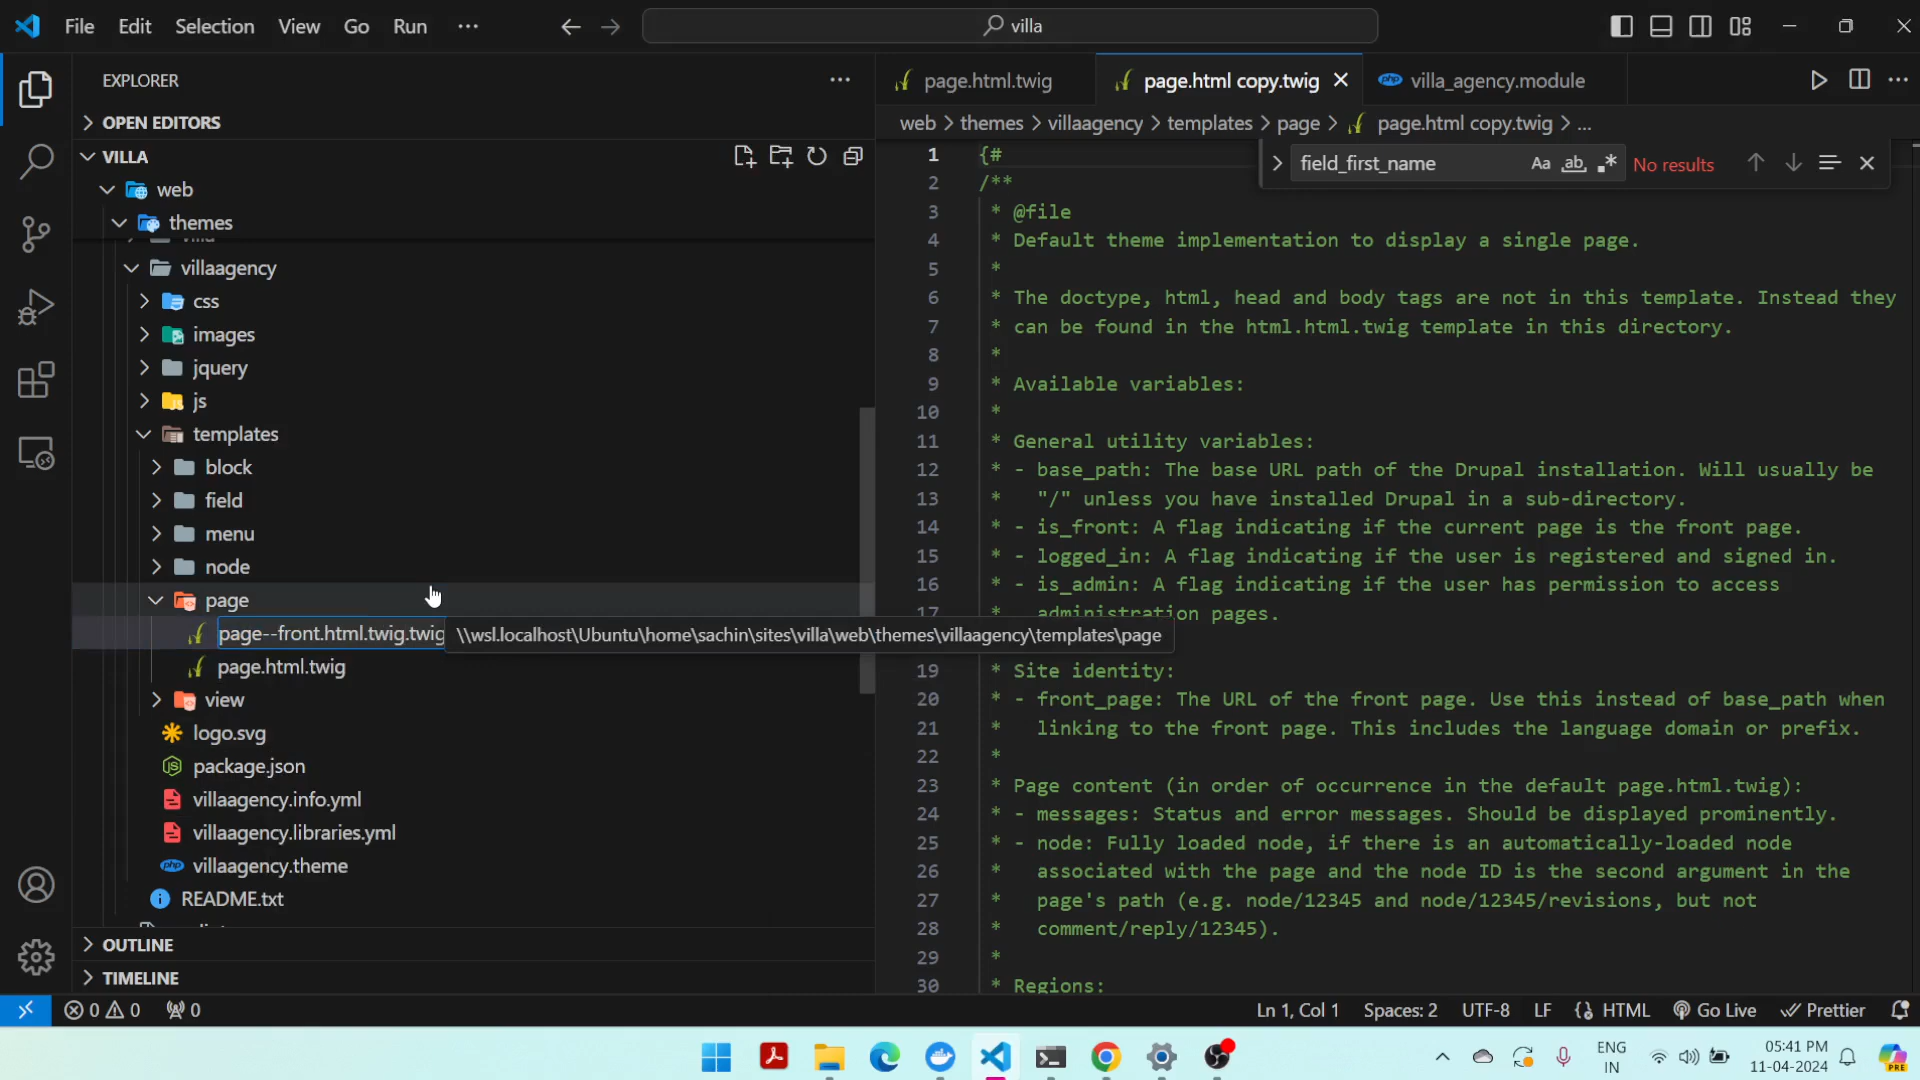 File Edit Selection View Go Run ···
villa
EXPLORER
OPEN EDITORS
VILLA
web
themes
villaagency
css
images
jquery
js
templates
block
field
menu
node
page
page--front.html.twig.twig
\\wsl.localhost\Ubuntu\home\sachin\sites\villa\web\themes\villaagency\templates\page
page.html.twig
view
logo.svg
package.json
villaagency.info.yml
villaagency.libraries.yml
villaagency.theme
README.txt
OUTLINE
TIMELINE
page.html.twig
page.html copy.twig
villa_agency.module
web > themes > villaagency > templates > page > page.html copy.twig > ...
field_first_name
Aa ab .* No results
1 {#
2 /**
3 * @file
4 * Default theme implementation to display a single page.
5 *
6 * The doctype, html, head and body tags are not in this template. Instead they
7 * can be found in the html.html.twig template in this directory.
8 *
9 * Available variables:
10 *
11 * General utility variables:
12 * - base_path: The base URL path of the Drupal installation. Will usually be
13 * "/" unless you have installed Drupal in a sub-directory.
14 * - is_front: A flag indicating if the current page is the front page.
15 * - logged_in: A flag indicating if the user is registered and signed in.
16 * - is_admin: A flag indicating if the user has permission to access
17 * administration pages.
19 * Site identity:
20 * - front_page: The URL of the front page. Use this instead of base_path when
21 * linking to the front page. This includes the language domain or prefix.
22 *
23 * Page content (in order of occurrence in the default page.html.twig):
24 * - messages: Status and error messages. Should be displayed prominently.
25 * - node: Fully loaded node, if there is an automatically-loaded node
26 * associated with the page and the node ID is the second argument in the
27 * page's path (e.g. node/12345 and node/12345/revisions, but not
28 * comment/reply/12345).
29 *
30 * Regions:
0 0 0
Ln 1, Col 1 Spaces: 2 UTF-8 LF HTML Go Live Prettier
ENG
IN
05:41 PM
11-04-2024
PRE